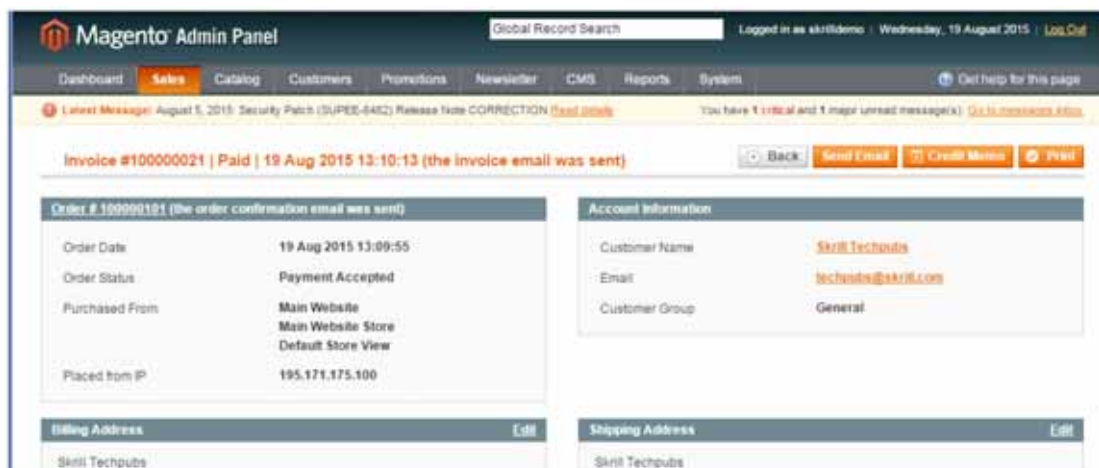 Magento Admin Panel
Global Record Search
Logged in as skrilldemo | Wednesday, 19 August 2015 | Log Out
Dashboard Sales Catalog Customers Promotions Newsletter CMS Reports System
Get help for this page
Latest Message: August 5, 2015: Security Patch (SUPEE-6482) Release Note CORRECTION Read details
You have 1 critical and 1 major unread message(s). Go to messages inbox
Invoice #100000021 | Paid | 19 Aug 2015 13:10:13 (the invoice email was sent)
Back Send Email Credit Memo Print
Order # 100000101 (the order confirmation email was sent)
Order Date 19 Aug 2015 13:09:55
Order Status Payment Accepted
Purchased From Main Website
Main Website Store
Default Store View
Placed from IP 195.171.175.100
Account Information
Customer Name Skrill Techpubs
Email techpubs@skrill.com
Customer Group General
Billing Address Edit
Skrill Techpubs
Shipping Address Edit
Skrill Techpubs